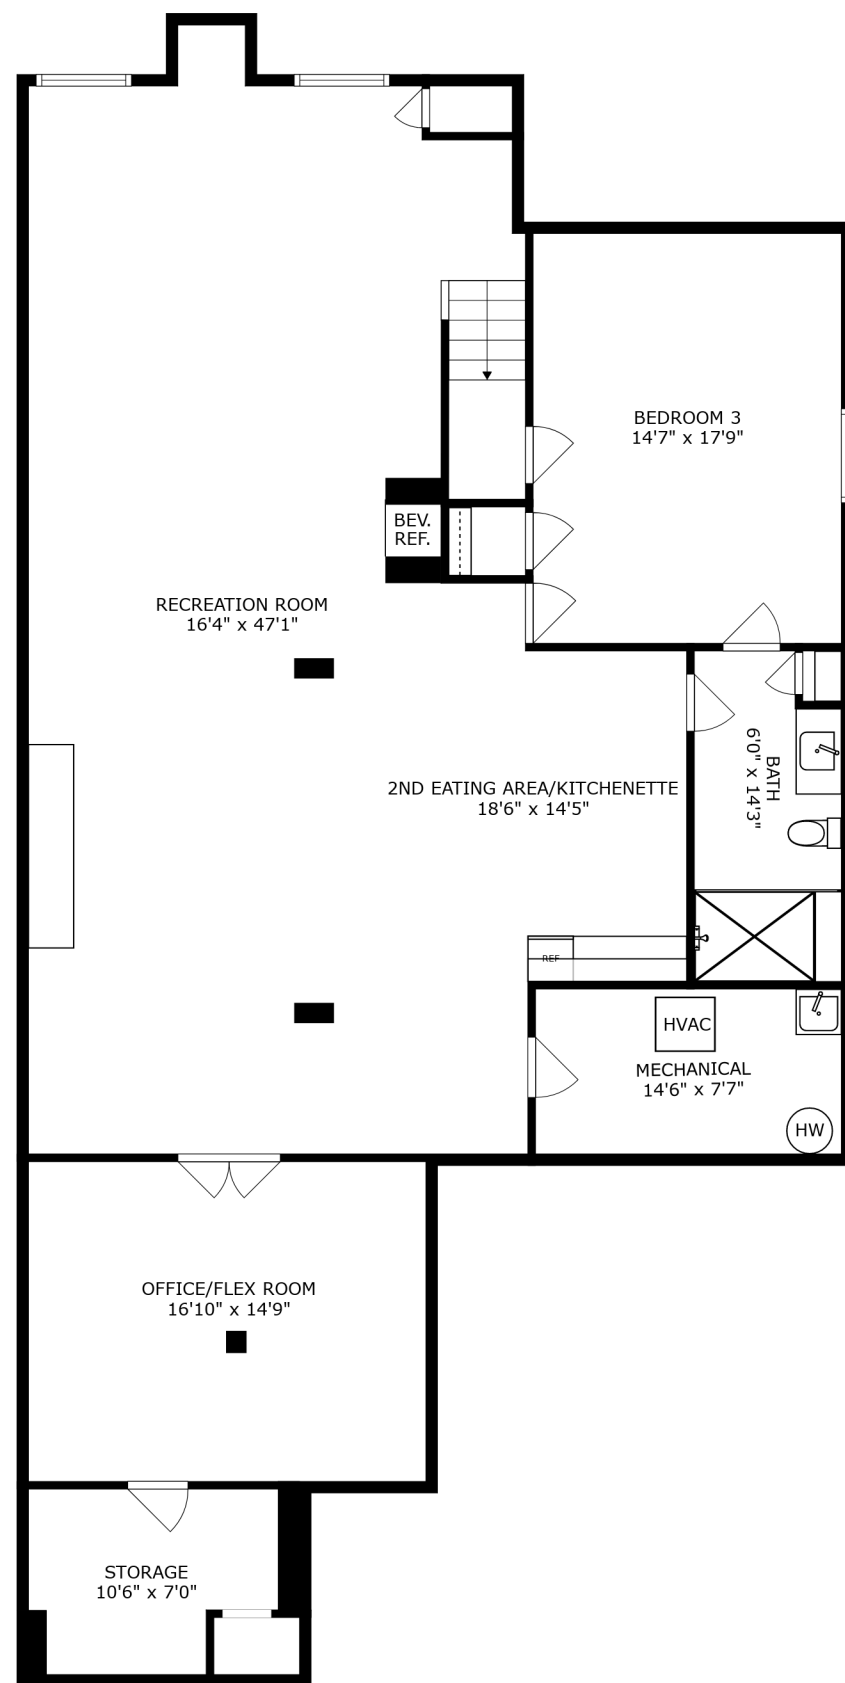 BEDROOM 3
14'7" x 17'9"
BEV.
REF.
RECREATION ROOM
16'4" x 47'1"
BATH
6'0" x 14'3"
2ND EATING AREA/KITCHENETTE
18'6" x 14'5"
REF
HVAC
MECHANICAL
14'6" x 7'7"
HW
OFFICE/FLEX ROOM
16'10" x 14'9"
STORAGE
10'6" x 7'0"